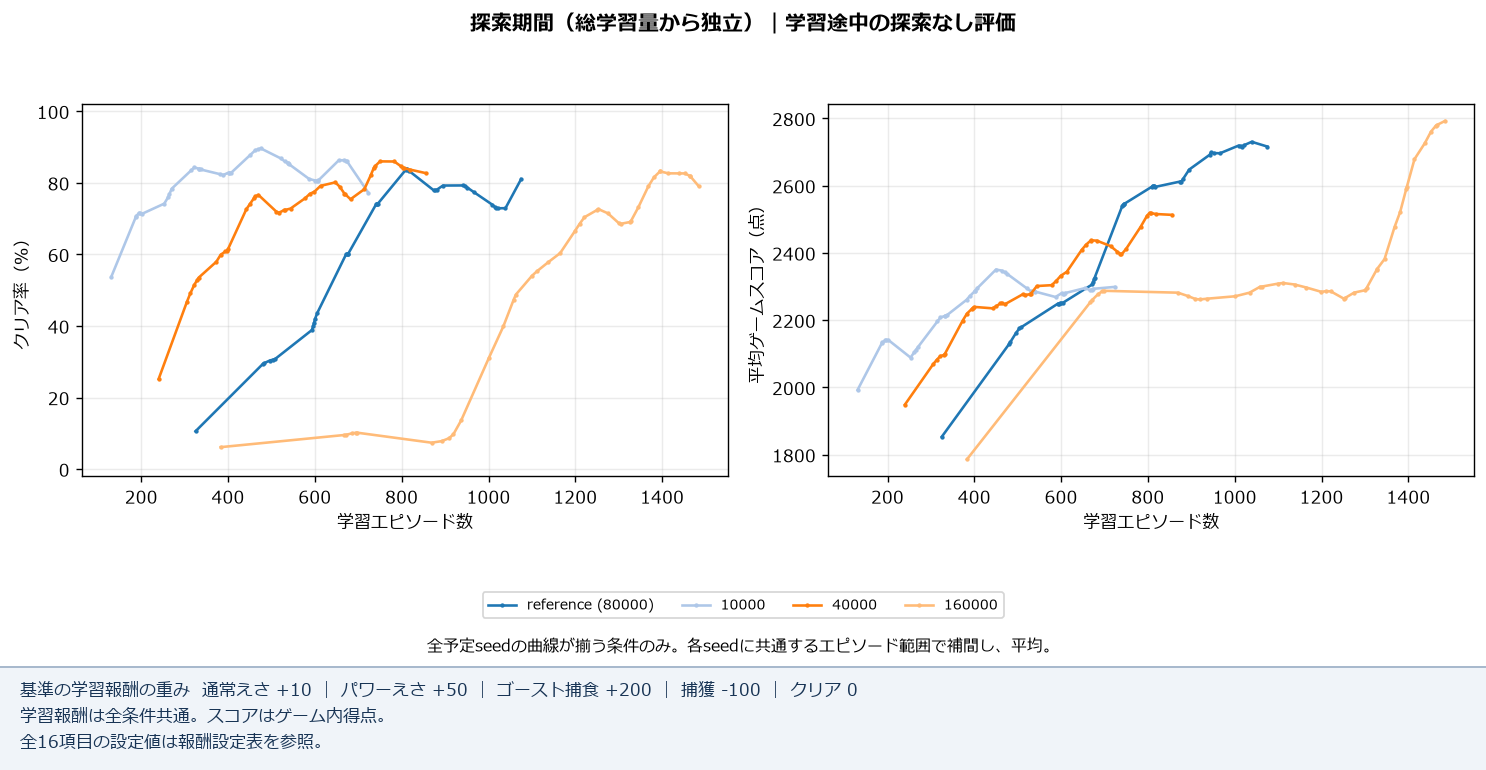 探索期間（総学習量から独立）｜学習途中の探索なし評価
クリア率（%）
100
80
60
40
20
0
200 400 600 800 1000 1200 1400
学習エピソード数
平均ゲームスコア（点）
2800
2600
2400
2200
2000
1800
200 400 600 800 1000 1200 1400
学習エピソード数
reference (80000) 10000 40000 160000
全予定seedの曲線が揃う条件のみ。各seedに共通するエピソード範囲で補間し、平均。
基準の学習報酬の重み 通常えさ +10 ｜ パワーえさ +50 ｜ ゴースト捕食 +200 ｜ 捕獲 -100 ｜ クリア 0
学習報酬は全条件共通。スコアはゲーム内得点。
全16項目の設定値は報酬設定表を参照。